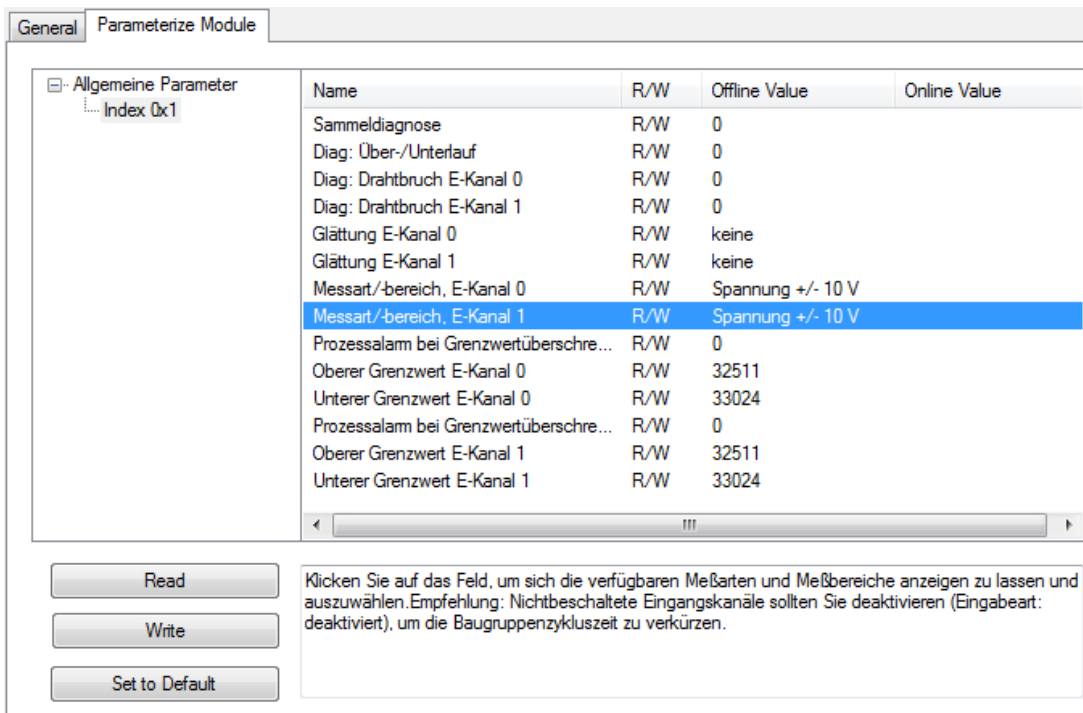 General Parameterize Module
Allgemeine Parameter
Index 0x1
Name R/W Offline Value Online Value
Sammeldiagnose R/W 0
Diag: Über-/Unterlauf R/W 0
Diag: Drahtbruch E-Kanal 0 R/W 0
Diag: Drahtbruch E-Kanal 1 R/W 0
Glättung E-Kanal 0 R/W keine
Glättung E-Kanal 1 R/W keine
Messart/-bereich, E-Kanal 0 R/W Spannung +/- 10 V
Messart/-bereich, E-Kanal 1 R/W Spannung +/- 10 V
Prozessalarm bei Grenzwertüberschre... R/W 0
Oberer Grenzwert E-Kanal 0 R/W 32511
Unterer Grenzwert E-Kanal 0 R/W 33024
Prozessalarm bei Grenzwertüberschre... R/W 0
Oberer Grenzwert E-Kanal 1 R/W 32511
Unterer Grenzwert E-Kanal 1 R/W 33024
Read
Write
Set to Default
Klicken Sie auf das Feld, um sich die verfügbaren Meßarten und Meßbereiche anzeigen zu lassen und
auszuwählen.Empfehlung: Nichtbeschaltete Eingangskanäle sollten Sie deaktivieren (Eingabeart:
deaktiviert), um die Baugruppenzykluszeit zu verkürzen.